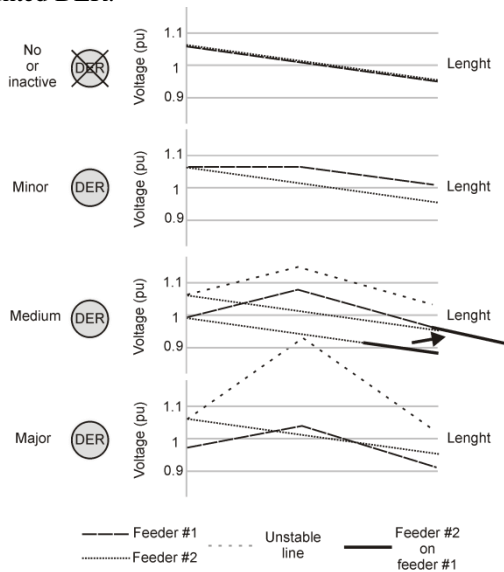 No
or
inactive
DER
Voltage (pu)
1.1
1
0.9
Lenght
Minor
DER
Voltage (pu)
1.1
1
0.9
Lenght
Medium
DER
Voltage (pu)
1.1
1
0.9
Lenght
Major
DER
Voltage (pu)
1.1
1
0.9
Lenght
Feeder #1
Feeder #2
Unstable
line
Feeder #2
on
feeder #1